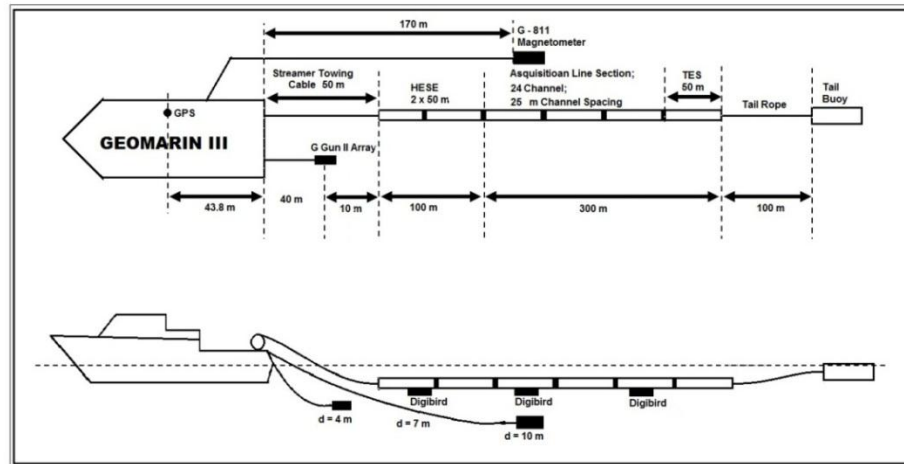 170 m
G - 811
Magnetometer
Streamer Towing
Cable 50 m
HESE
2 x 50 m
Asquisitioan Line Section;
24 Channel;
25 m Channel Spacing
TES
50 m
Tail Rope
Tail
Buoy
GPS
GEOMARIN III
G Gun II Array
43.8 m
40 m
10 m
100 m
300 m
100 m
Digibird
Digibird
Digibird
d = 4 m
d = 7 m
d = 10 m